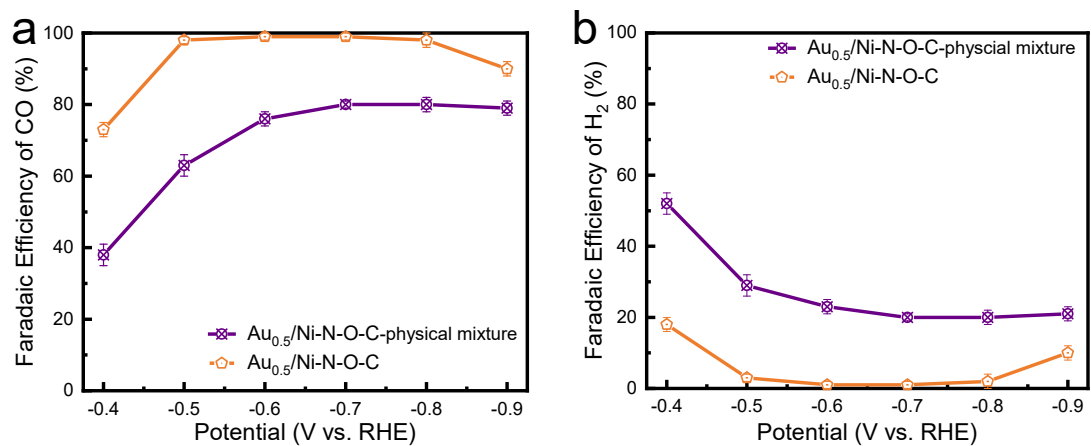 a
Faradaic Efficiency of CO (%)
100
80
60
40
20
0
Au0.5/Ni-N-O-C-physical mixture
Au0.5/Ni-N-O-C
-0.4 -0.5 -0.6 -0.7 -0.8 -0.9
Potential (V vs. RHE)
b
Faradaic Efficiency of H2 (%)
100
80
60
40
20
0
Au0.5/Ni-N-O-C-physcial mixture
Au0.5/Ni-N-O-C
-0.4 -0.5 -0.6 -0.7 -0.8 -0.9
Potential (V vs. RHE)